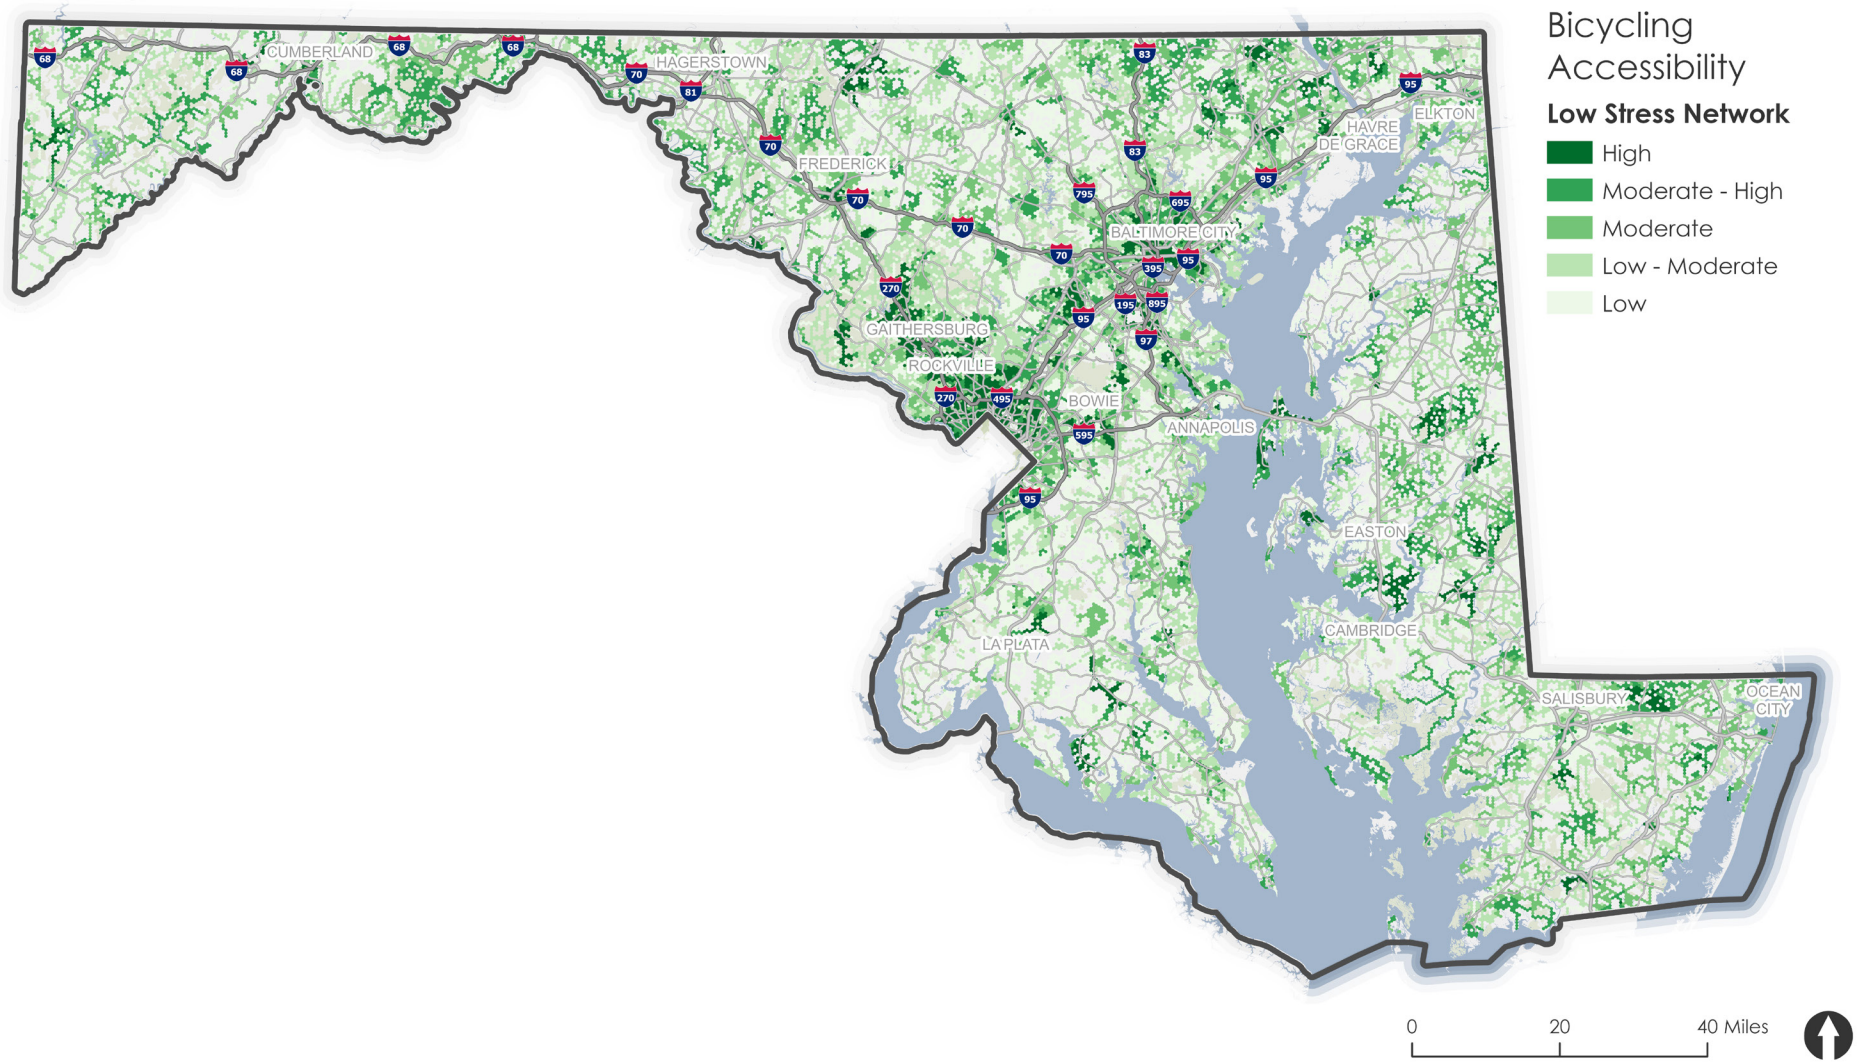 Bicycling
Accessibility
Low Stress Network
High
Moderate - High
Moderate
Low - Moderate
Low
68
68
CUMBERLAND
68
68
70
HAGERSTOWN
81
83
95
ELKTON
HAVRE
DE GRACE
70
FREDERICK
83
95
70
795
695
70
BALTIMORE CITY
70
395
95
270
195
895
95
GAITHERSBURG
97
ROCKVILLE
270
495
BOWIE
595
ANNAPOLIS
95
EASTON
CAMBRIDGE
LA PLATA
SALISBURY
OCEAN
CITY
0 20 40 Miles